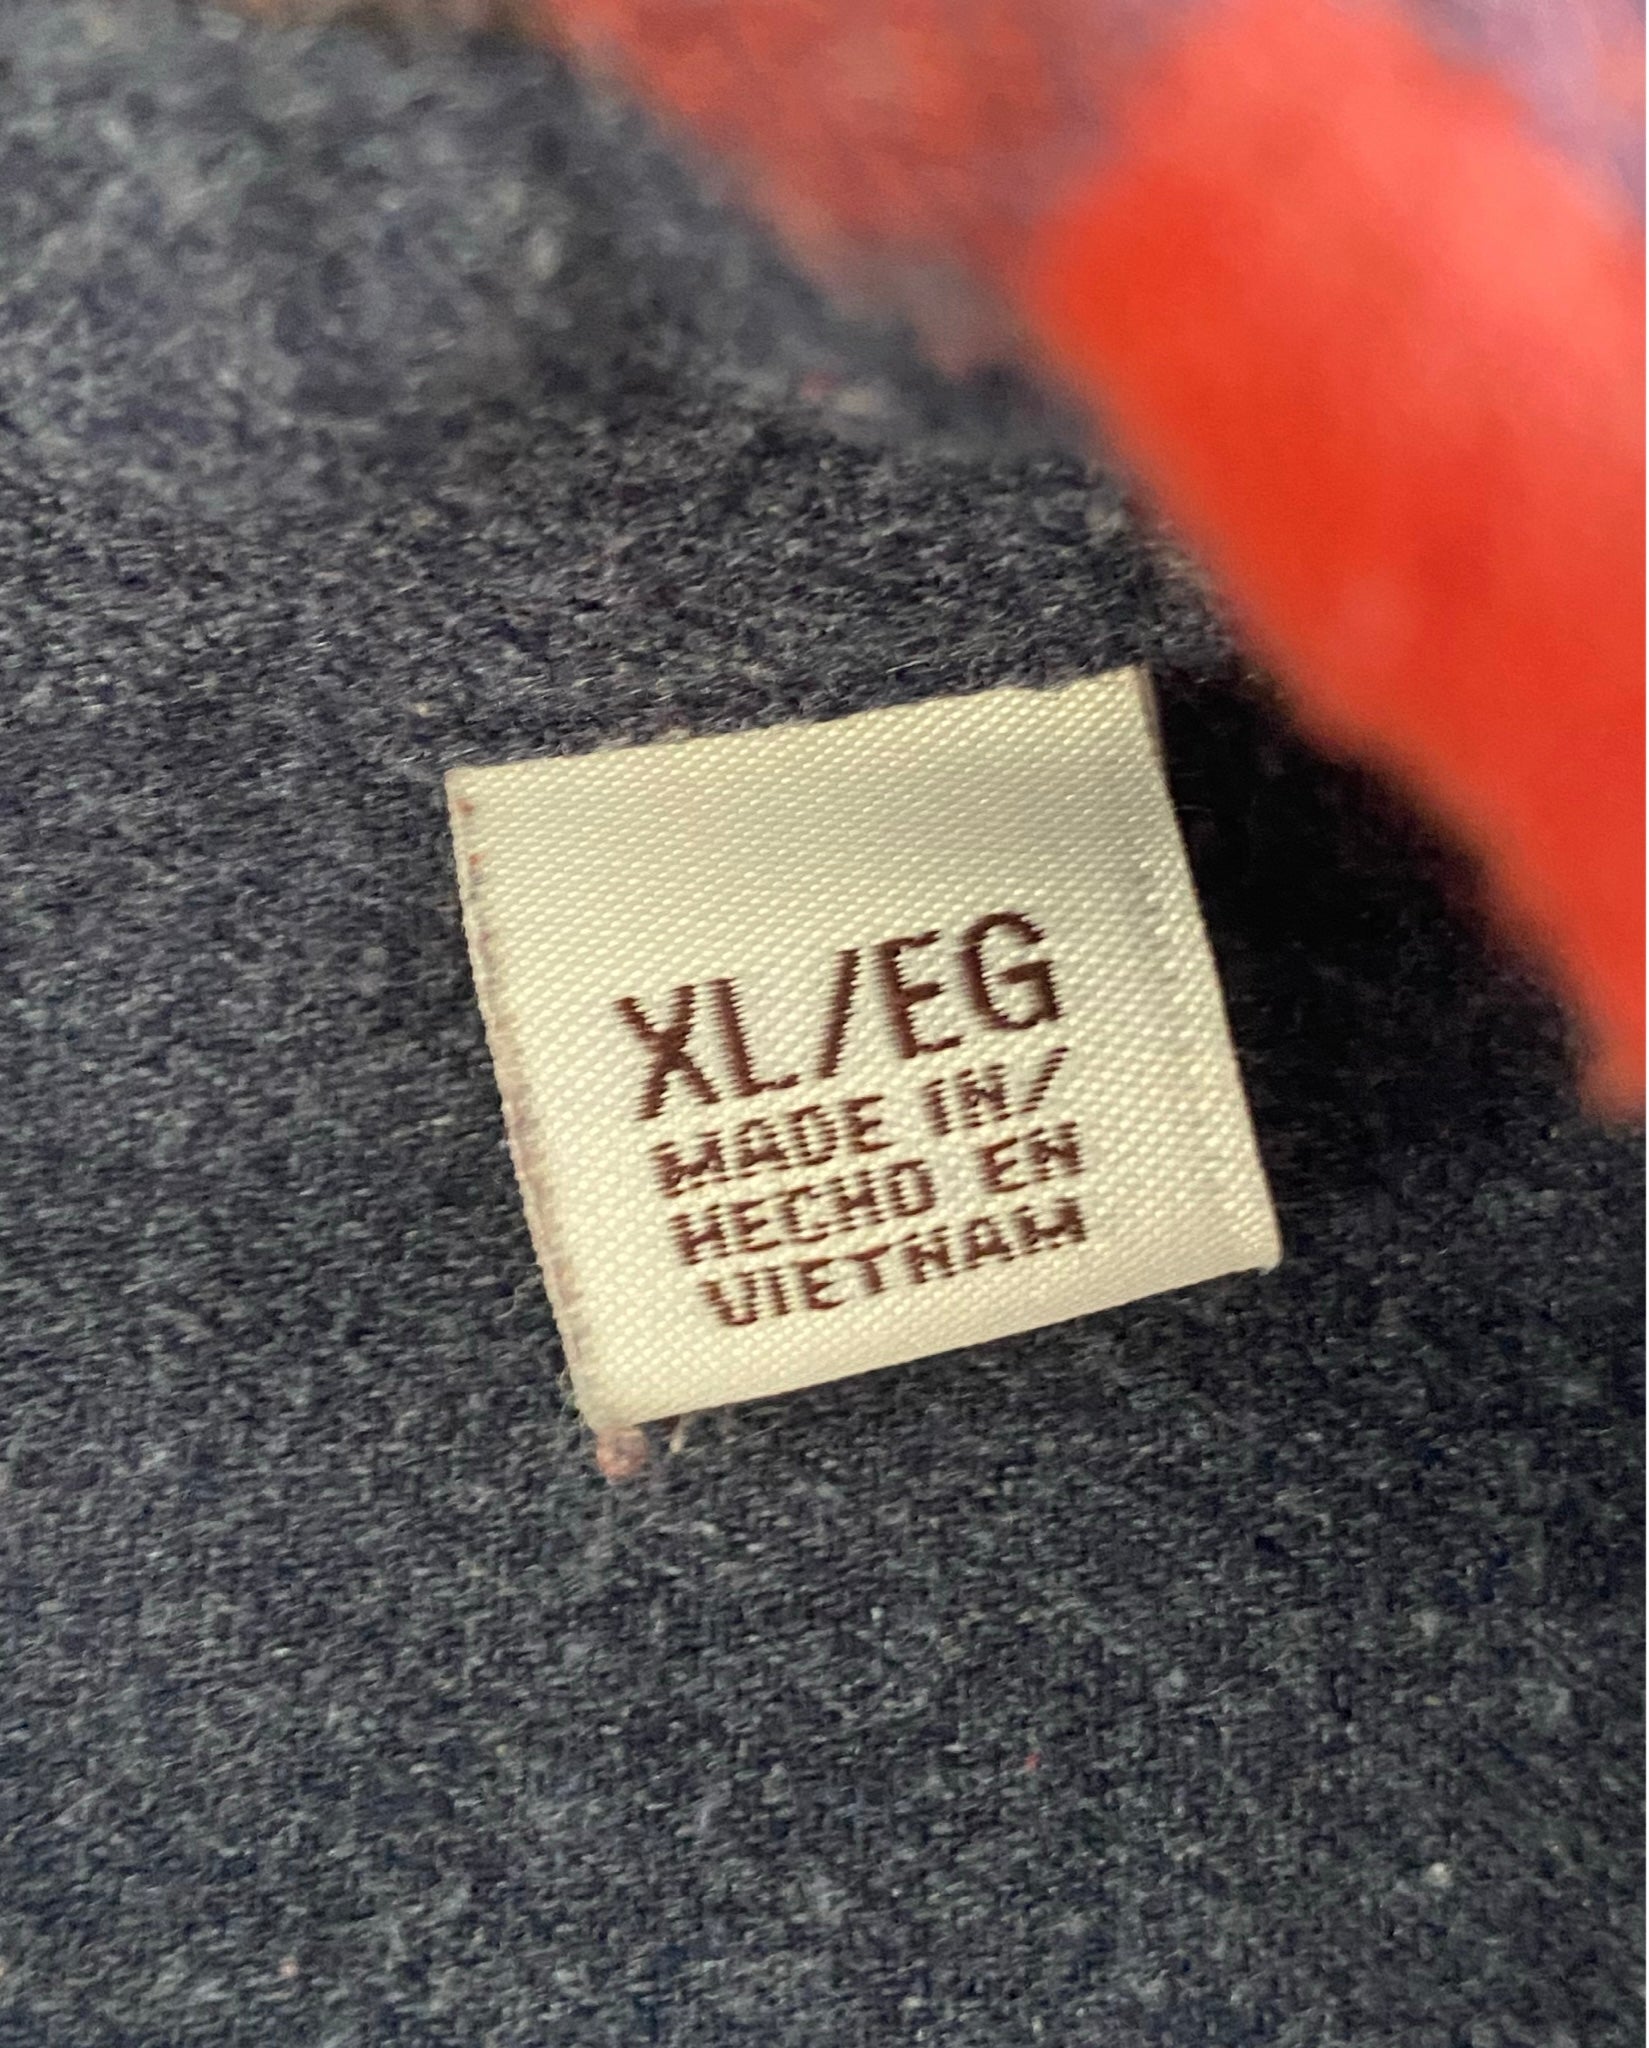 XL/EG
MADE IN/
HECHO EN
VIETNAM